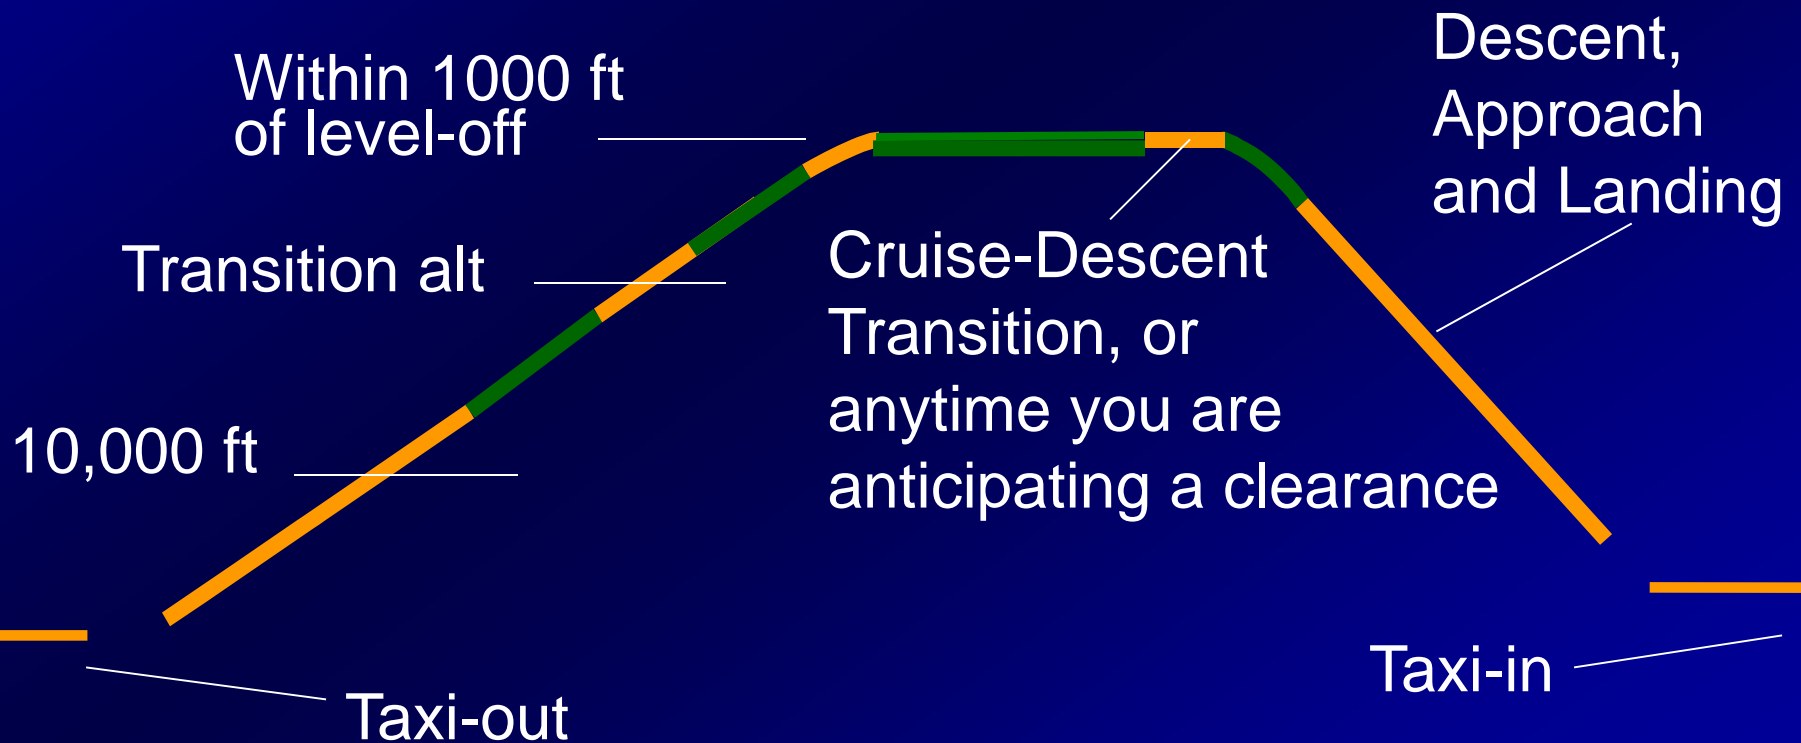 Within 1000 ft
of level-off
Descent,
Approach
and Landing
Transition alt
Cruise-Descent
Transition, or
anytime you are
anticipating a clearance
10,000 ft
Taxi-out
Taxi-in